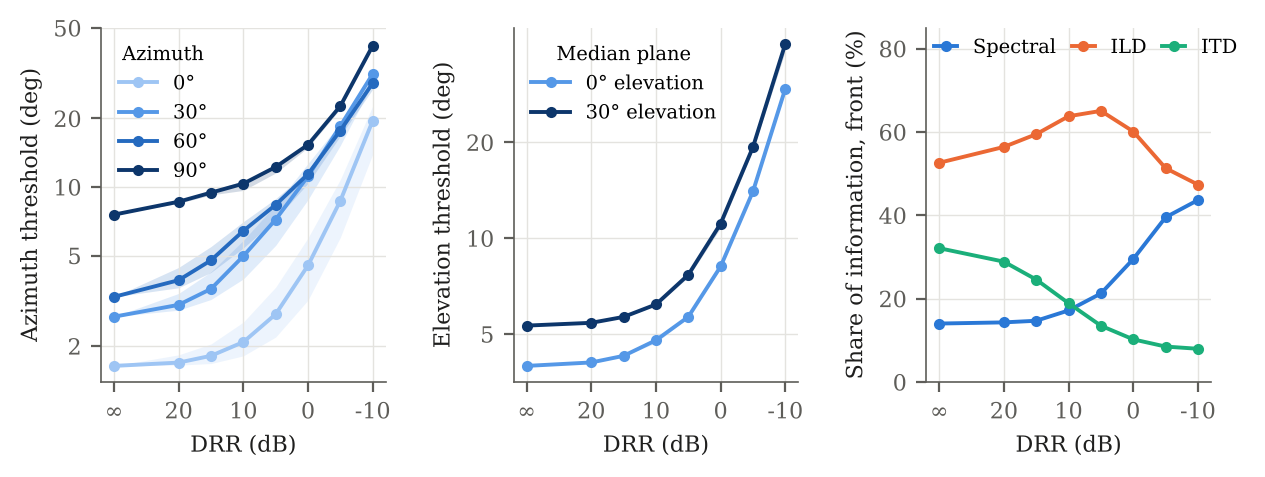 50
20
10
5
2
Azimuth threshold (deg)
Azimuth
0°
30°
60°
90°
∞ 20 10 0 -10
DRR (dB)
20
10
5
Elevation threshold (deg)
Median plane
0° elevation
30° elevation
∞ 20 10 0 -10
DRR (dB)
80
60
40
20
0
Share of information, front (%)
Spectral ILD ITD
∞ 20 10 0 -10
DRR (dB)